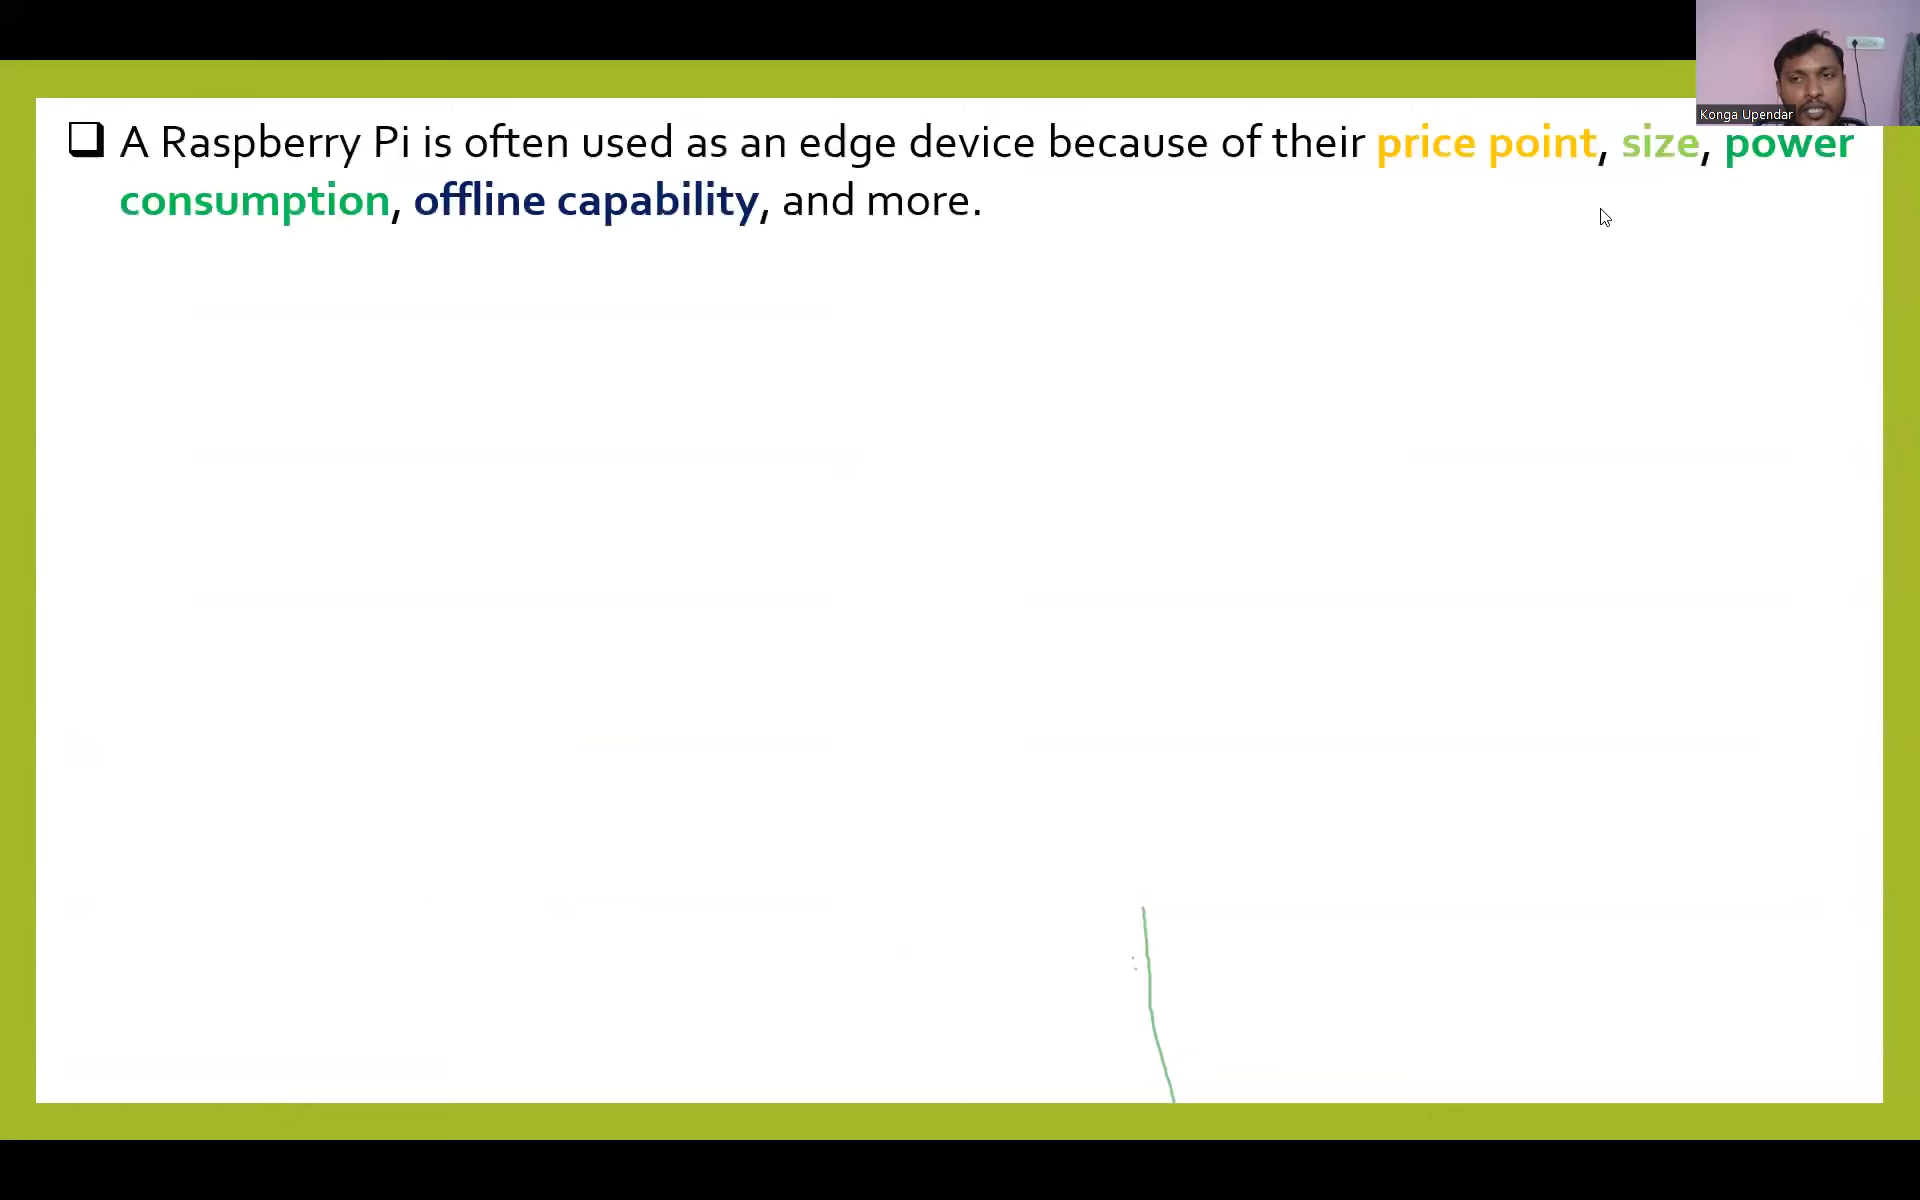 Konga Upendar
A Raspberry Pi is often used as an edge device because of their price point, size, power
consumption, offline capability, and more.